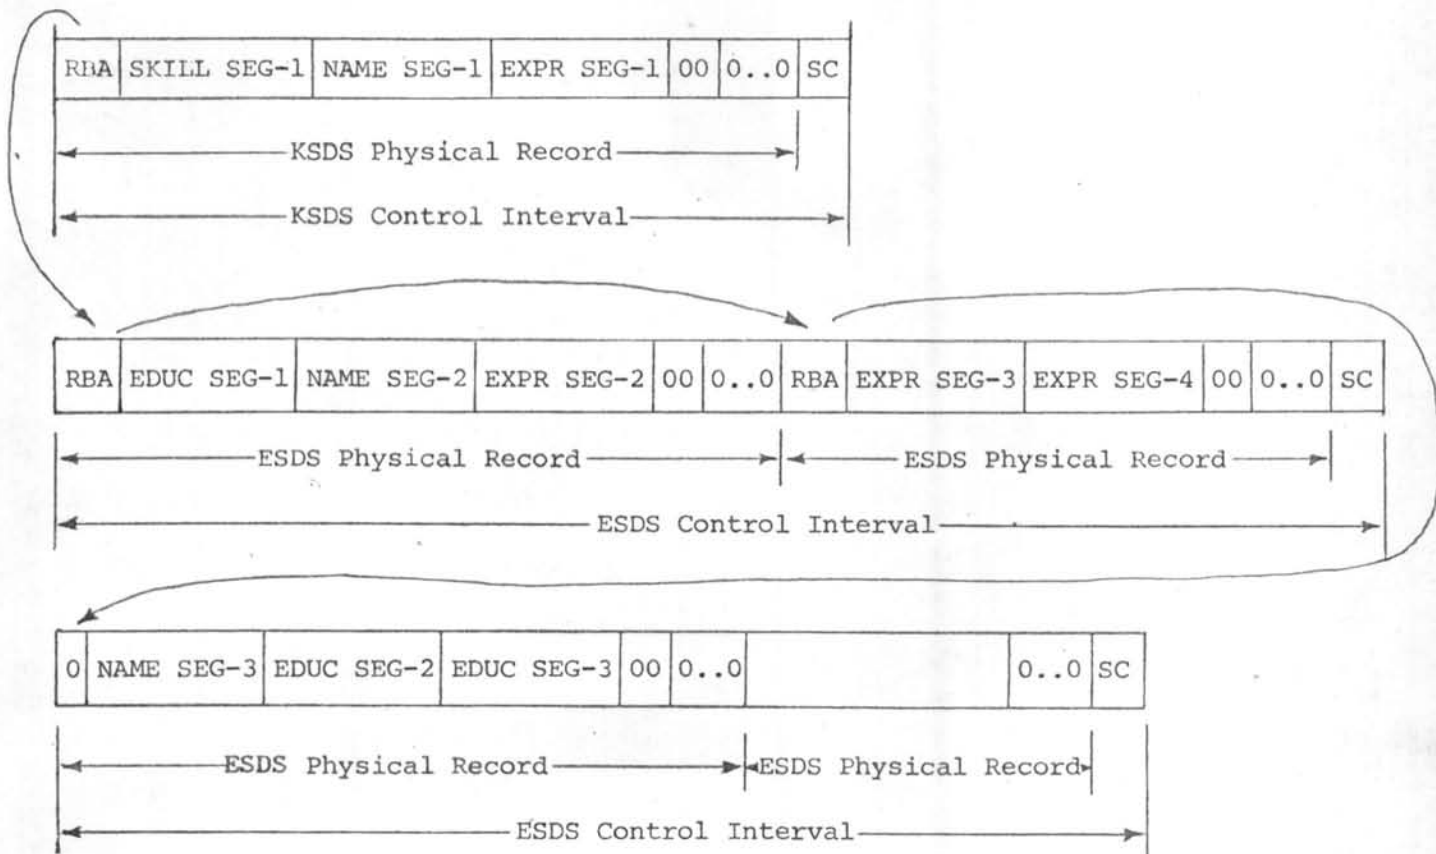 RBA SKILL SEG-1 NAME SEG-1 EXPR SEG-1 00 0..0 SC
KSDS Physical Record
KSDS Control Interval
RBA EDUC SEG-1 NAME SEG-2 EXPR SEG-2 00 0..0 RBA EXPR SEG-3 EXPR SEG-4 00 0..0 SC
ESDS Physical Record ESDS Physical Record
ESDS Control Interval
0 NAME SEG-3 EDUC SEG-2 EDUC SEG-3 00 0..0 0..0 SC
ESDS Physical Record ESDS Physical Record
ESDS Control Interval